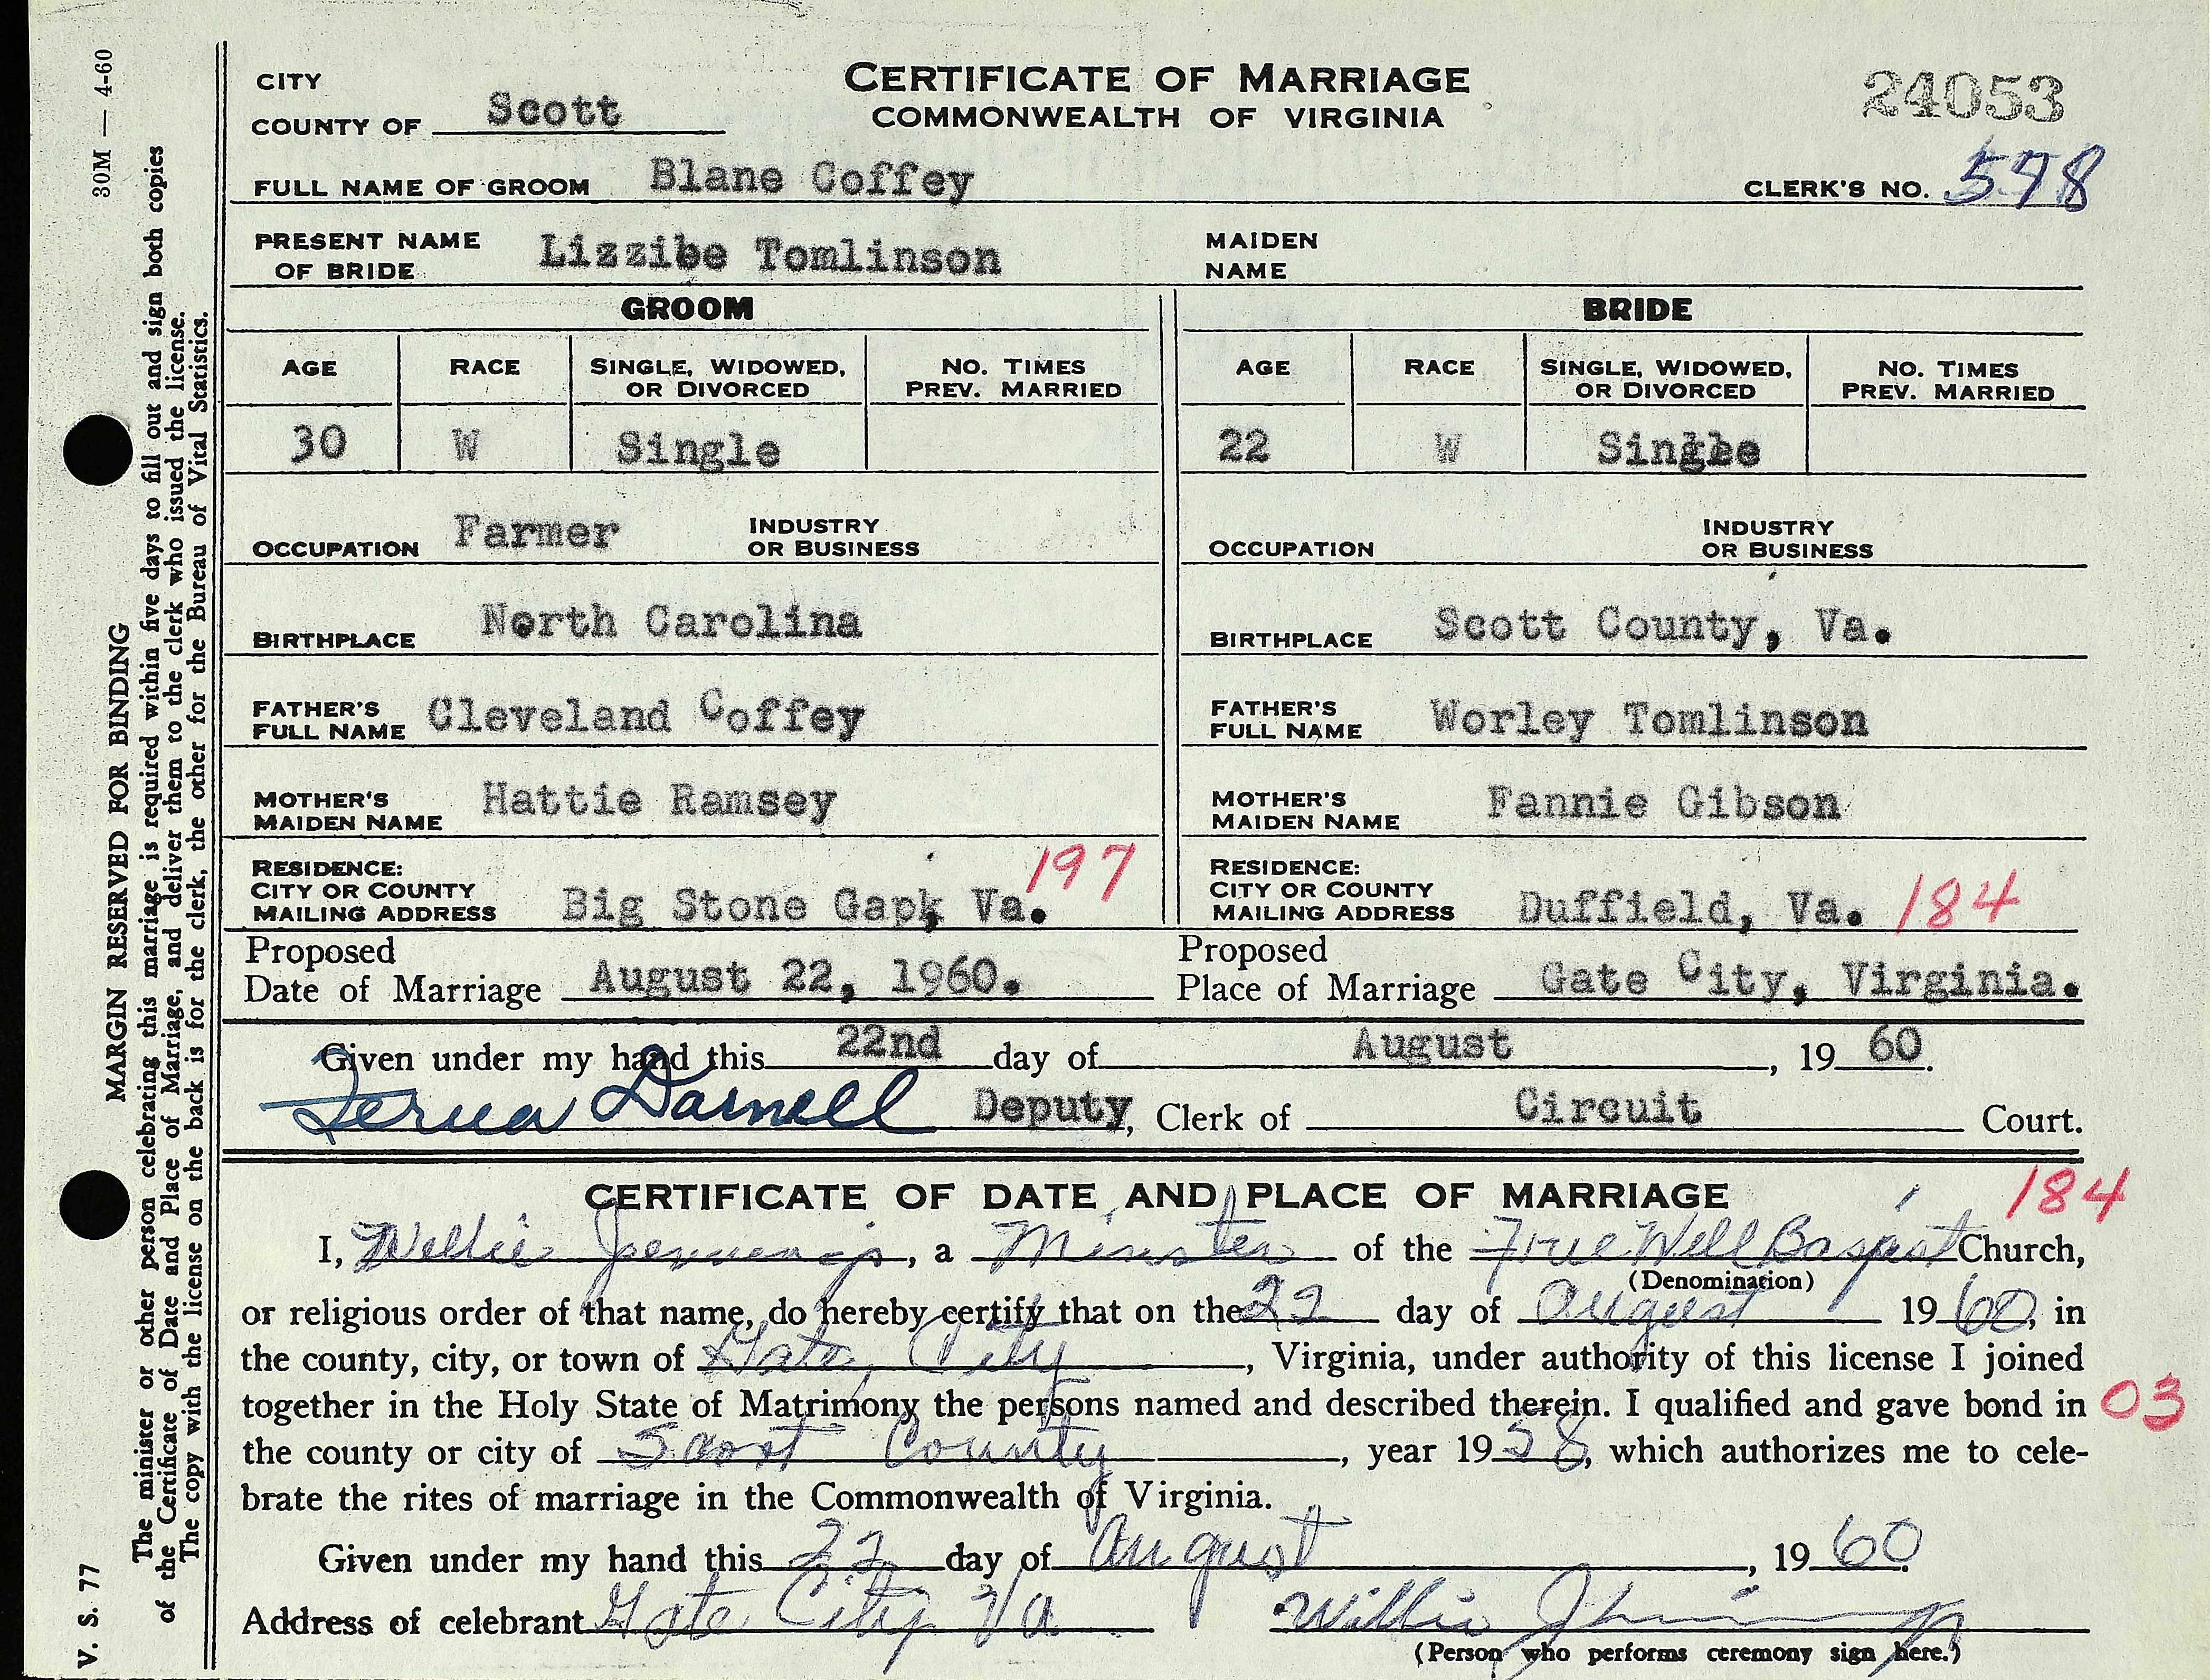 CITY
COUNTY OF Scott
CERTIFICATE OF MARRIAGE
COMMONWEALTH OF VIRGINIA
24053
FULL NAME OF GROOM Blane Coffey
CLERK'S NO. 578
PRESENT NAME OF BRIDE Lizzibe Tomlinson
MAIDEN NAME
GROOM
BRIDE
AGE RACE SINGLE, WIDOWED, OR DIVORCED NO. TIMES PREV. MARRIED
AGE RACE SINGLE, WIDOWED, OR DIVORCED NO. TIMES PREV. MARRIED
30 W Single
22 W Single
OCCUPATION Farmer INDUSTRY OR BUSINESS
OCCUPATION INDUSTRY OR BUSINESS
BIRTHPLACE North Carolina
BIRTHPLACE Scott County, Va.
FATHER'S FULL NAME Cleveland Coffey
FATHER'S FULL NAME Worley Tomlinson
MOTHER'S MAIDEN NAME Hattie Ramsey
MOTHER'S MAIDEN NAME Fannie Gibson
RESIDENCE: CITY OR COUNTY MAILING ADDRESS Big Stone Gap, Va. 197
RESIDENCE: CITY OR COUNTY MAILING ADDRESS Duffield, Va. 184
Proposed Date of Marriage August 22, 1960.
Proposed Place of Marriage Gate City, Virginia.
Given under my hand this 22nd day of August, 19 60.
Darnell Deputy, Clerk of Circuit Court.
CERTIFICATE OF DATE AND PLACE OF MARRIAGE
184
I, Willie Jennings, a Minister of the Free Will Baptist Church,
(Denomination)
or religious order of that name, do hereby certify that on the 22 day of August 19 60, in
the county, city, or town of Gate City, Virginia, under authority of this license I joined
together in the Holy State of Matrimony the persons named and described therein. I qualified and gave bond in
03
the county or city of Scott County, year 19 58, which authorizes me to cele-
brate the rites of marriage in the Commonwealth of Virginia.
Given under my hand this 22 day of August, 19 60.
Address of celebrant Gate City Va Willie Jennings
(Person who performs ceremony sign here.)
V. S. 77
MARGIN RESERVED FOR BINDING
30M — 4-60
The minister or other person celebrating this marriage is required within five days to fill out and sign both copies
of the Certificate of Date and Place of Marriage, and deliver them to the clerk who issued the license.
The copy with the license on the back is for the clerk, the other for the Bureau of Vital Statistics.